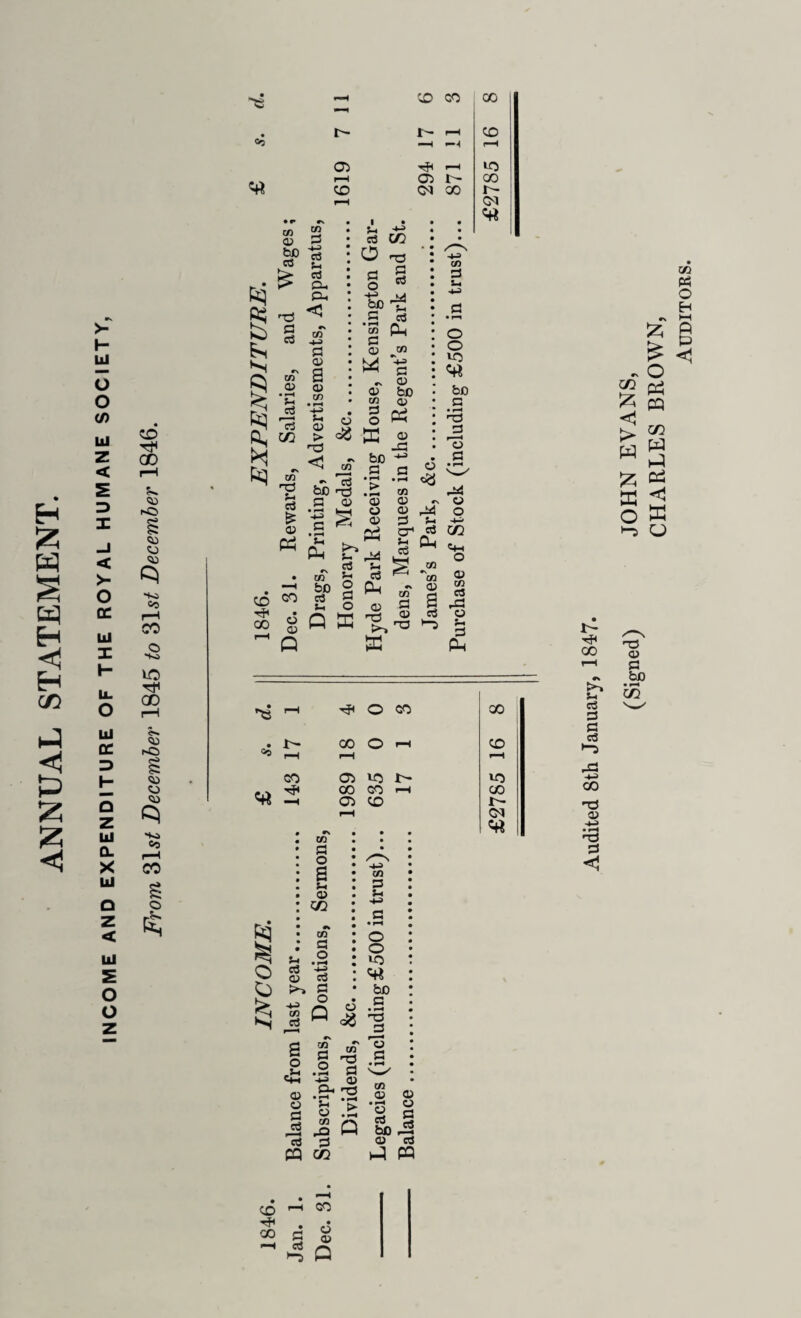 ANNUAL STATEMENT.
INCOME AND EXPENDITURE OF THE ROYAL HUMANE SOCIETY,
From 31st December 1845 to 31st December 1846.
1846. INCOME. £ s. d.
Jan. 1. Balance from last year............... 143 17 1
Dec. 31. Subscriptions, Donations, Sermons,
Dividends, &c. .................. 1989 18 4
Legacies (including £500 in trust)... 635 0 0
Balance .............................. 17 1 3
£2785 16 8
1846. EXPENDITURE. £ s. d.
Dec. 31. Rewards, Salaries, and Wages;
Drags, Printing, Advertisements, Apparatus,
Honorary Medals, &c. .................. 1619 7 11
Hyde Park Receiving House, Kensington Gar-
dens, Marquees in the Regent's Park and St.
James's Park, &c. ........................ 294 17 6
Purchase of Stock (including £500 in trust)... 871 11 3
£2785 16 8
Audited 8th January, 1847.
(Signed)
JOHN EVANS,
CHARLES BROWN,
AUDITORS.